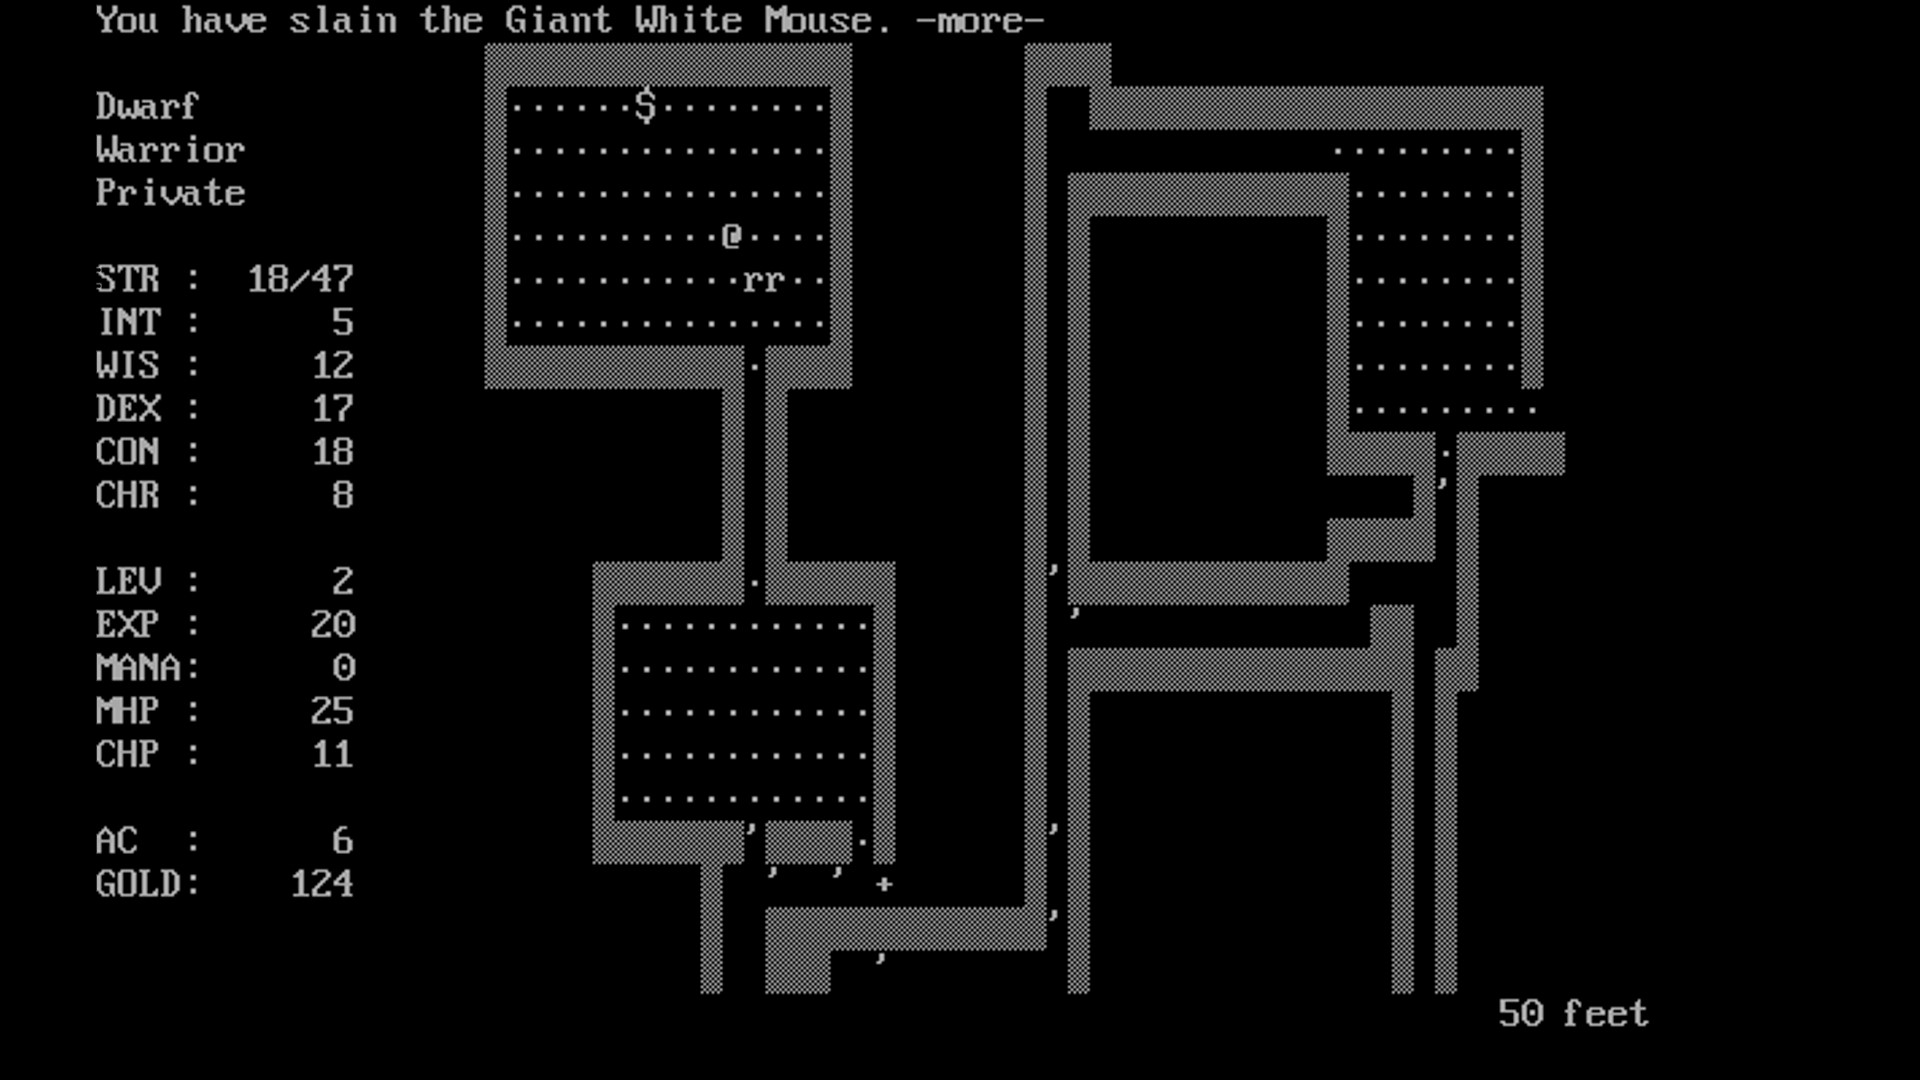 You have slain the Giant White Mouse. -more-
Dwarf
Warrior
Private
STR : 18/47
INT : 5
WIS : 12
DEX : 17
CON : 18
CHR : 8
LEV : 2
EXP : 20
MANA: 0
MHP : 25
CHP : 11
AC : 6
GOLD: 124
$
@
rr
+
50 feet